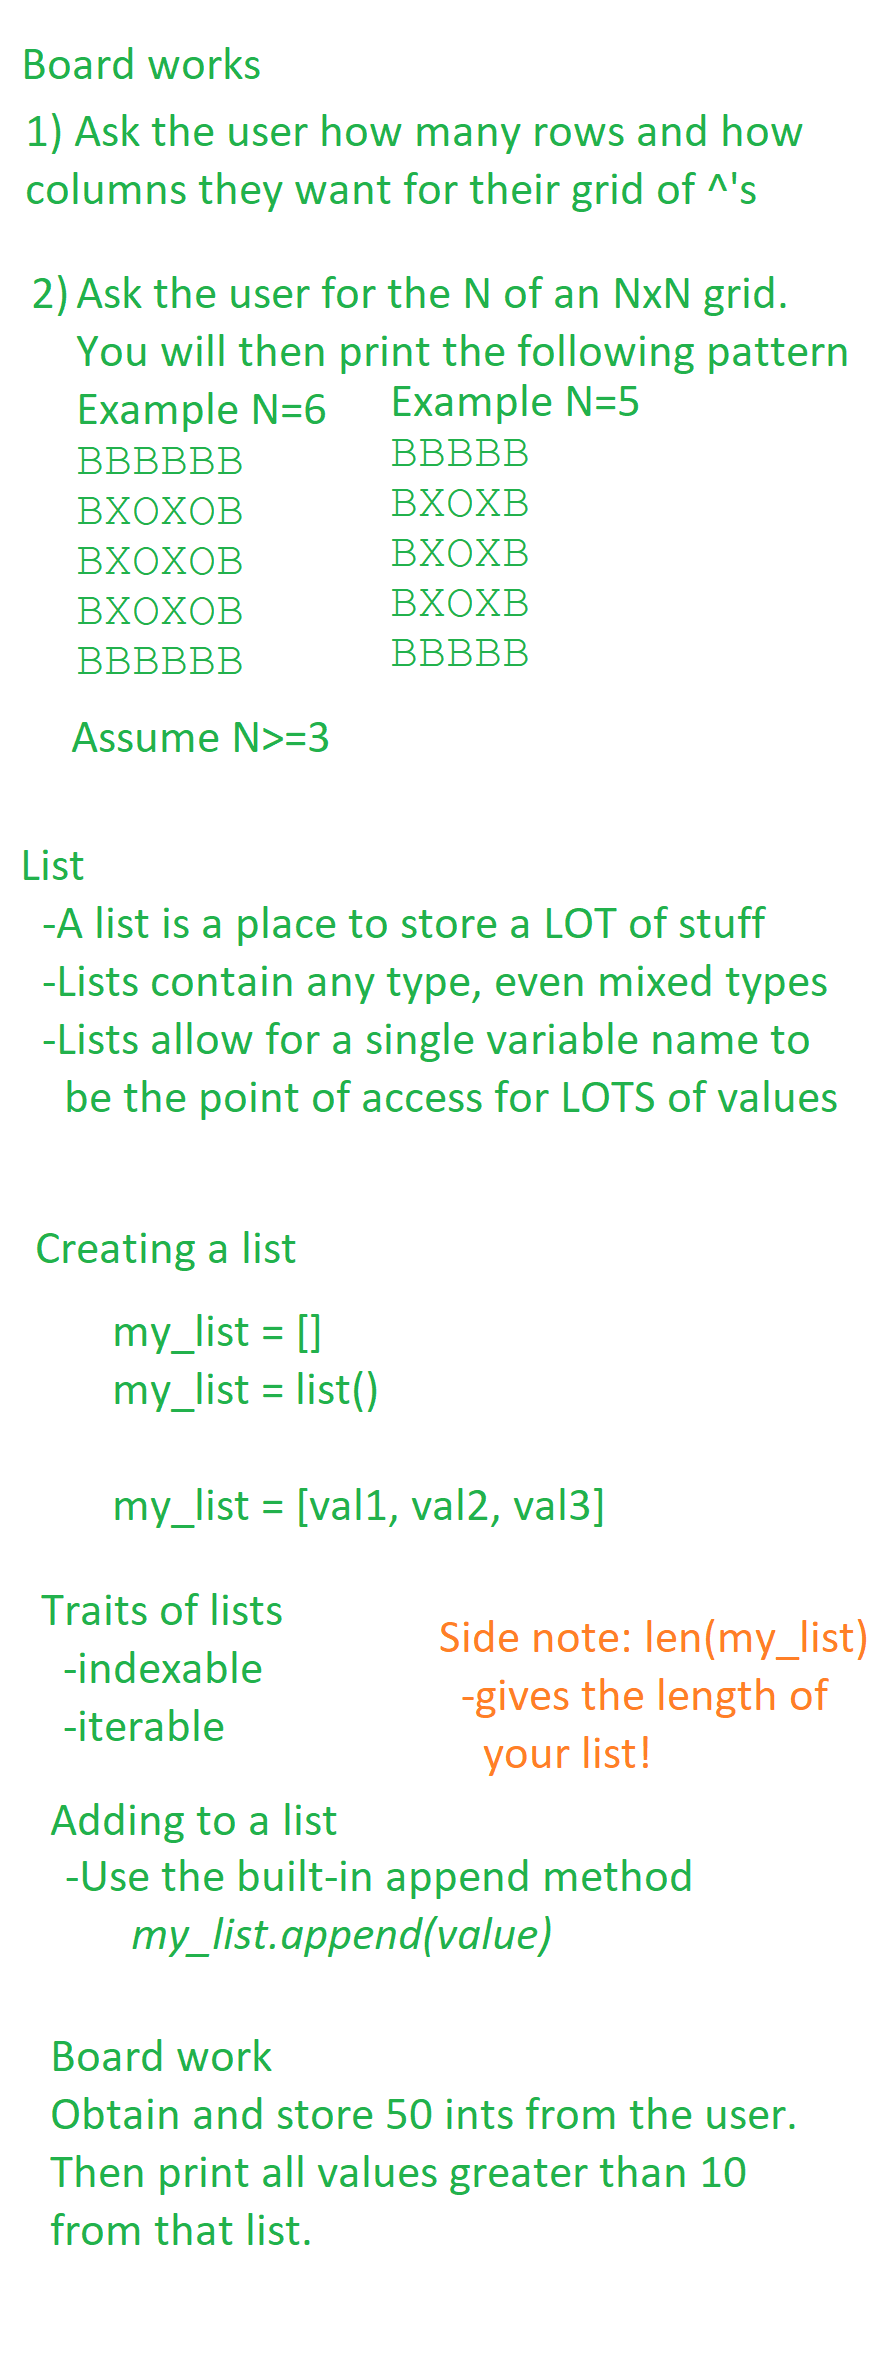 Board works
1) Ask the user how many rows and how
columns they want for their grid of ^'s
2) Ask the user for the N of an NxN grid.
You will then print the following pattern
Example N=6
BBBBBB
BXOXOB
BXOXOB
BXOXOB
BBBBBB
Example N=5
BBBBB
BXOXB
BXOXB
BXOXB
BBBBB
Assume N>=3
List
-A list is a place to store a LOT of stuff
-Lists contain any type, even mixed types
-Lists allow for a single variable name to
be the point of access for LOTS of values
Creating a list
my_list = []
my_list = list()
my_list = [val1, val2, val3]
Traits of lists
-indexable
-iterable
Side note: len(my_list)
-gives the length of
your list!
Adding to a list
-Use the built-in append method
my_list.append(value)
Board work
Obtain and store 50 ints from the user.
Then print all values greater than 10
from that list.